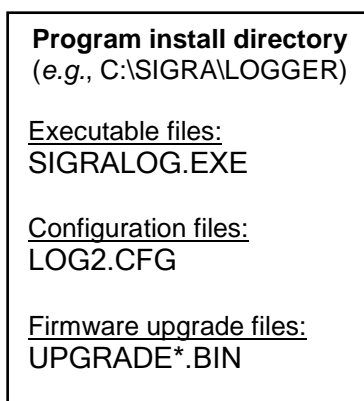 Program install directory
(e.g., C:\SIGRA\LOGGER)
Executable files:
SIGRALOG.EXE
Configuration files:
LOG2.CFG
Firmware upgrade files:
UPGRADE*.BIN